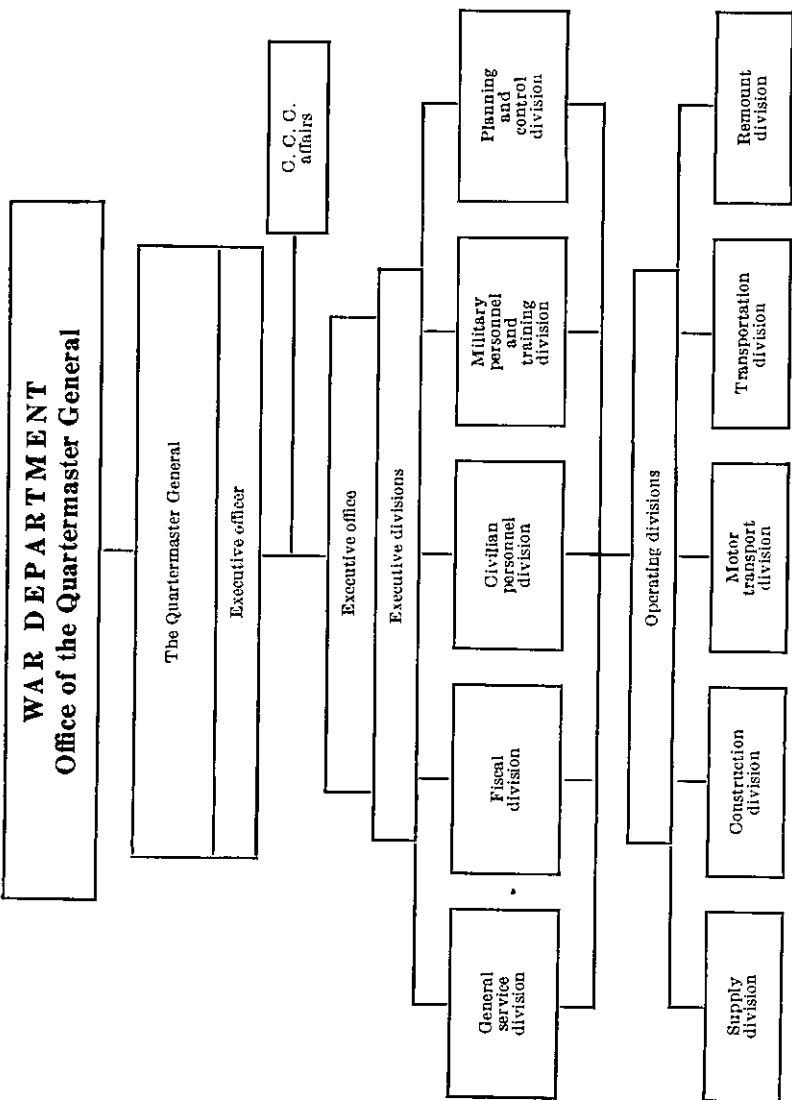 WAR DEPARTMENT
Office of the Quartermaster General
The Quartermaster General
Executive officer
C. C. C.
affairs
Executive office
Executive divisions
General
service
division
Fiscal
division
Civilian
personnel
division
Military
personnel
and
training
division
Planning
and
control
division
Operating divisions
Supply
division
Construction
division
Motor
transport
division
Transportation
division
Remount
division